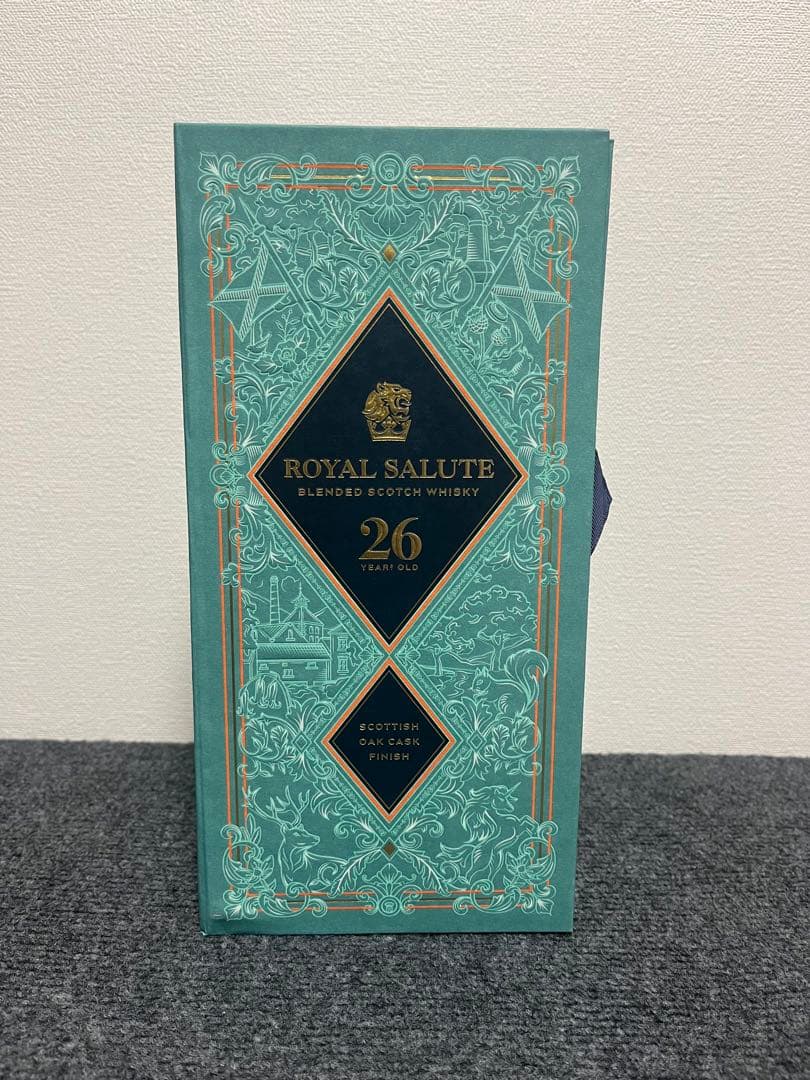 ROYAL SALUTE
BLENDED SCOTCH WHISKY
26
YEARS OLD
SCOTTISH
OAK CASK
FINISH